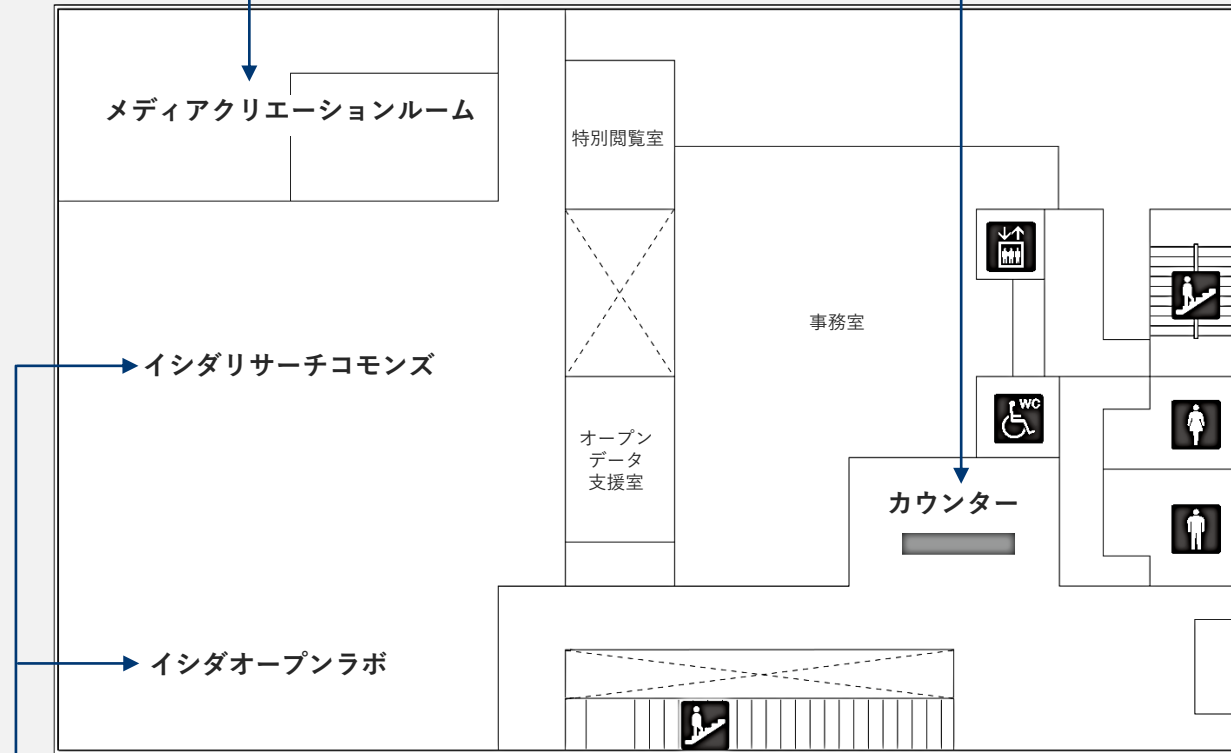 メディアクリエーションルーム
特別閲覧室
事務室
イシダリサーチコモンズ
WC
オープン
データ
支援室
カウンター
イシダオープンラボ